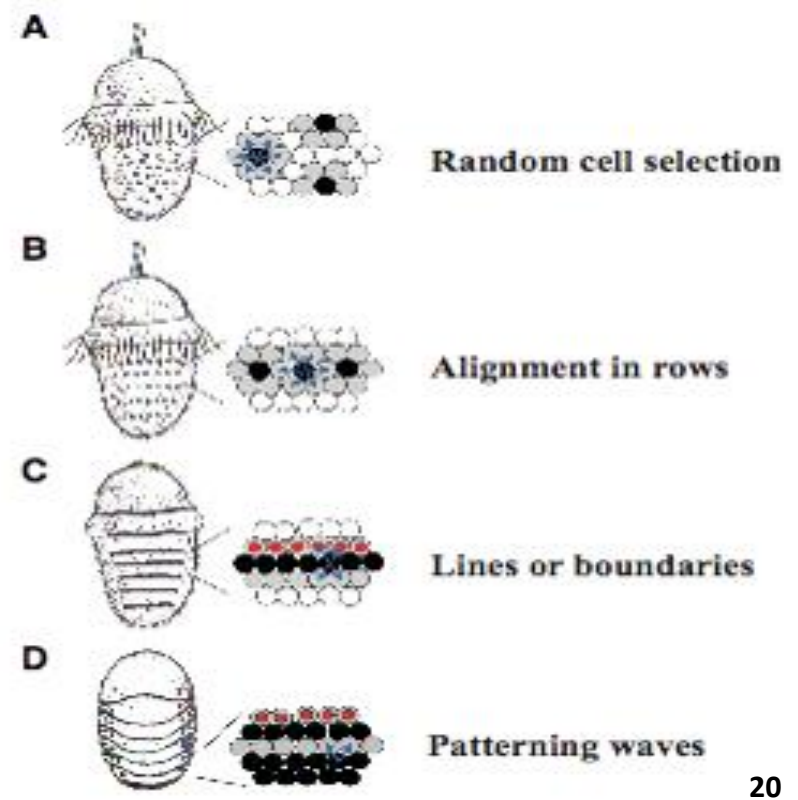 A
Random cell selection
B
Alignment in rows
C
Lines or boundaries
D
Patterning waves
20